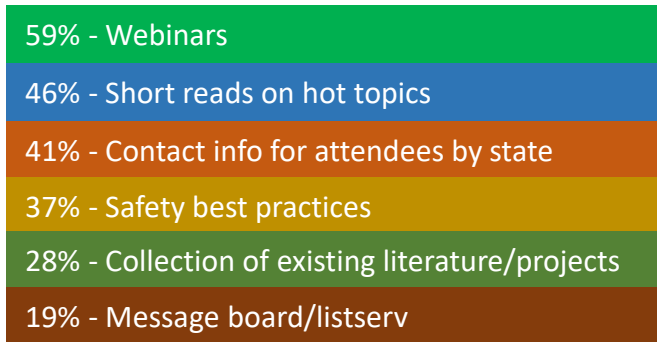 59% - Webinars
46% - Short reads on hot topics
41% - Contact info for attendees by state
37% - Safety best practices
28% - Collection of existing literature/projects
19% - Message board/listserv